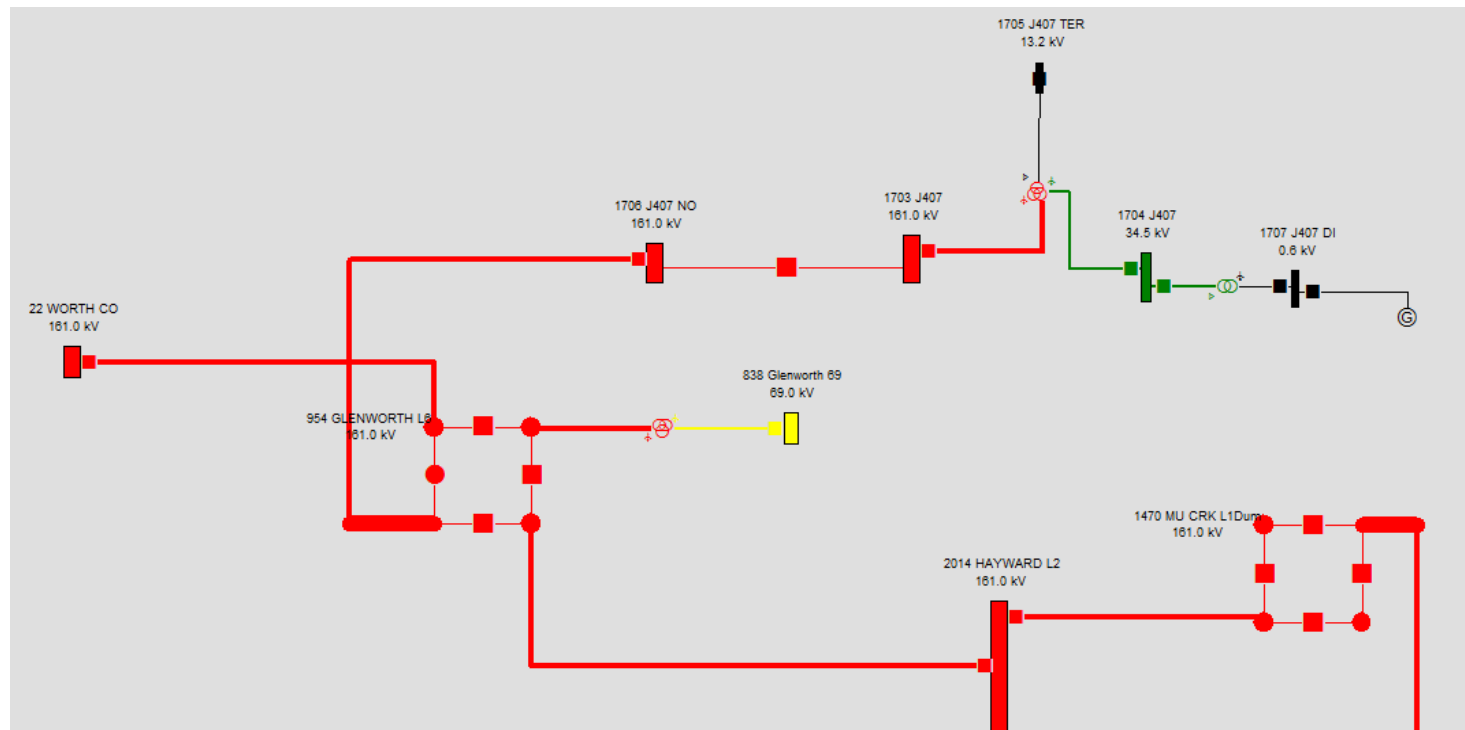 1705 J407 TER
13.2 kV
1706 J407 NO
161.0 kV
1703 J407
161.0 kV
1704 J407
34.5 kV
1707 J407 DI
0.6 kV
G
22 WORTH CO
161.0 kV
838 Glenworth 69
69.0 kV
954 GLENWORTH L6
161.0 kV
1470 MU CRK L1Dum
161.0 kV
2014 HAYWARD L2
161.0 kV